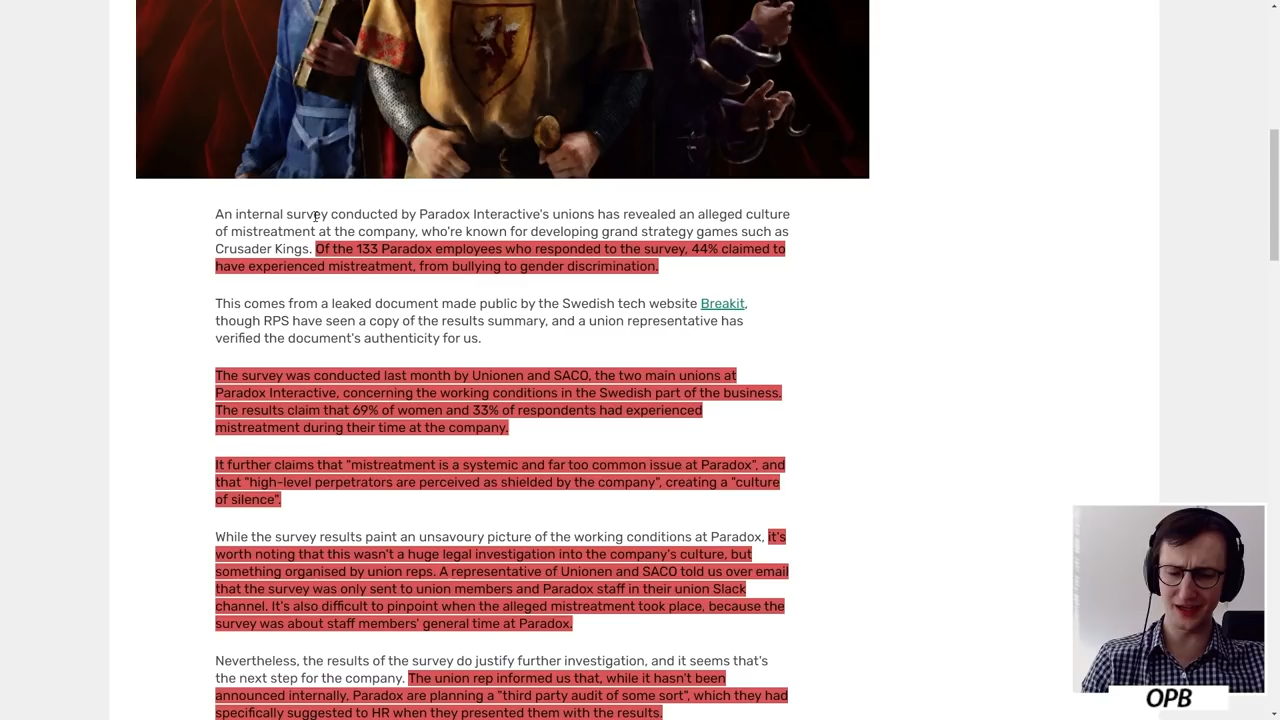 An internal survey conducted by Paradox Interactive's unions has revealed an alleged culture
of mistreatment at the company, who're known for developing grand strategy games such as
Crusader Kings. Of the 133 Paradox employees who responded to the survey, 44% claimed to
have experienced mistreatment, from bullying to gender discrimination.
This comes from a leaked document made public by the Swedish tech website Breakit,
though RPS have seen a copy of the results summary, and a union representative has
verified the document's authenticity for us.
The survey was conducted last month by Unionen and SACO, the two main unions at
Paradox Interactive, concerning the working conditions in the Swedish part of the business.
The results claim that 69% of women and 33% of respondents had experienced
mistreatment during their time at the company.
It further claims that "mistreatment is a systemic and far too common issue at Paradox", and
that "high-level perpetrators are perceived as shielded by the company", creating a "culture
of silence".
While the survey results paint an unsavoury picture of the working conditions at Paradox, it's
worth noting that this wasn't a huge legal investigation into the company's culture, but
something organised by union reps. A representative of Unionen and SACO told us over email
that the survey was only sent to union members and Paradox staff in their union Slack
channel. It's also difficult to pinpoint when the alleged mistreatment took place, because the
survey was about staff members' general time at Paradox.
Nevertheless, the results of the survey do justify further investigation, and it seems that's
the next step for the company. The union rep informed us that, while it hasn't been
announced internally, Paradox are planning a "third party audit of some sort", which they had
specifically suggested to HR when they presented them with the results.
OPB